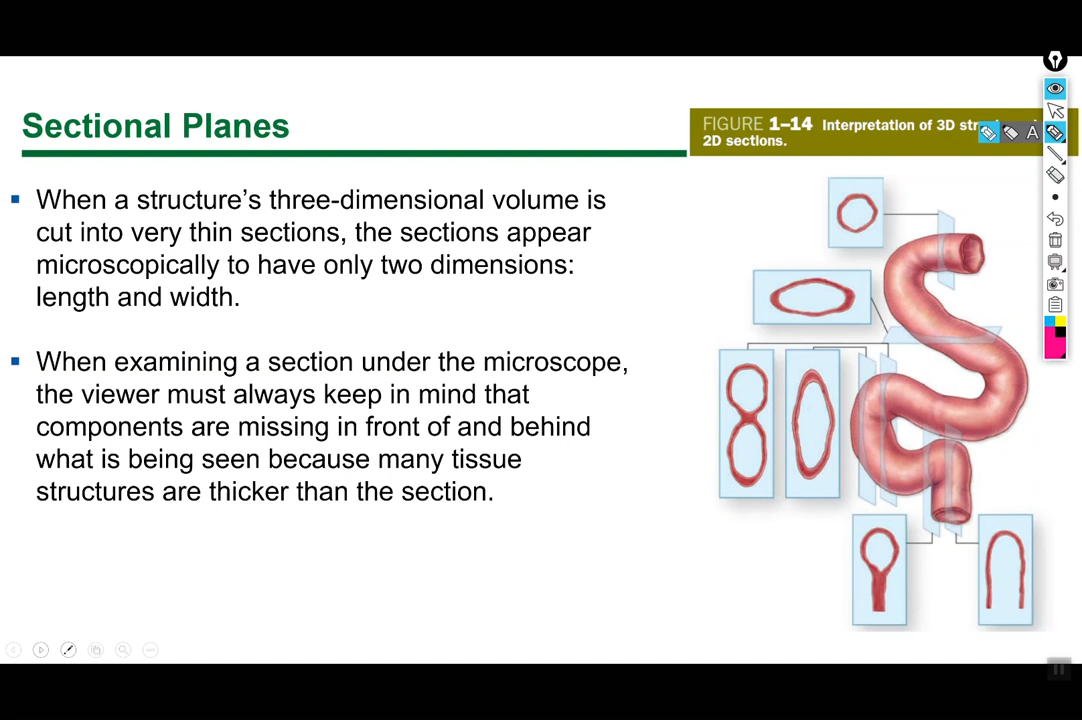 Sectional Planes
FIGURE 1–14 Interpretation of 3D
2D sections.
A
▪ When a structure’s three-dimensional volume is
cut into very thin sections, the sections appear
microscopically to have only two dimensions:
length and width.
▪ When examining a section under the microscope,
the viewer must always keep in mind that
components are missing in front of and behind
what is being seen because many tissue
structures are thicker than the section.